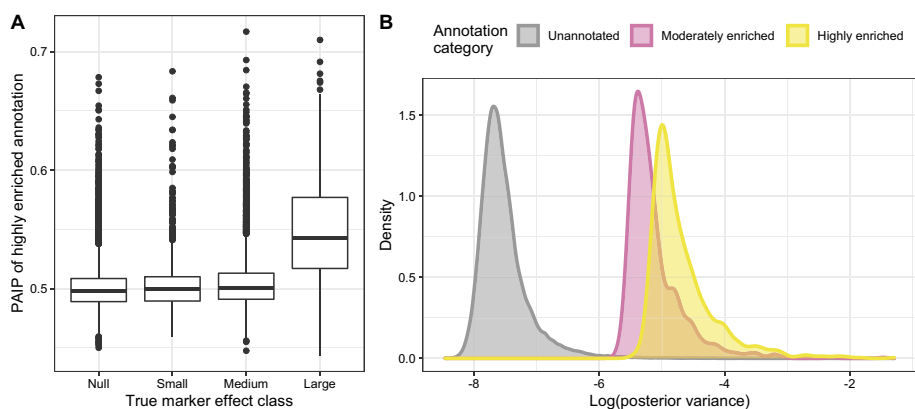 A
PAIP of highly enriched annotation
0.7
0.6
0.5
Null Small Medium Large
True marker effect class
B
Annotation category
Unannotated Moderately enriched Highly enriched
Density
1.5
1.0
0.5
0.0
-8 -6 -4 -2
Log(posterior variance)